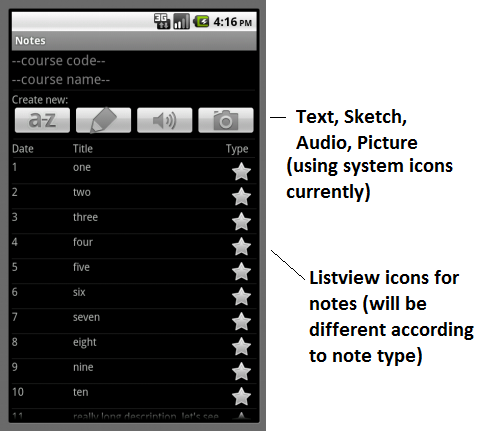 3G 4:16 PM
Notes
--course code--
--course name--
Create new:
a-z
Date Title Type
1 one
2 two
3 three
4 four
5 five
6 six
7 seven
8 eight
9 nine
10 ten
11 really long description, let's see
Text, Sketch,
Audio, Picture
(using system icons
currently)
Listview icons for
notes (will be
different according
to note type)